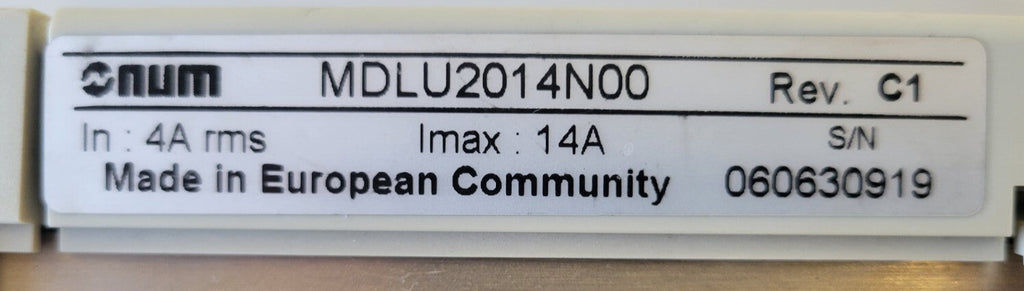 num MDLU2014N00 Rev. C1
In : 4A rms Imax : 14A S/N
Made in European Community 060630919